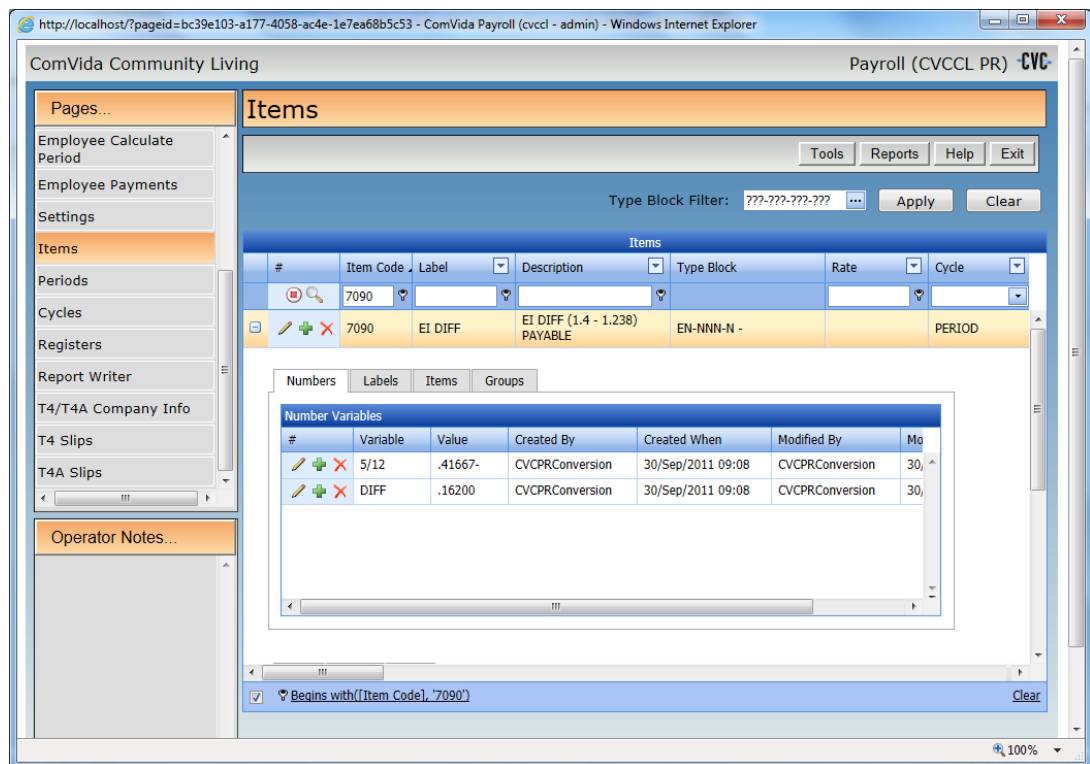 http://localhost/?pageid=bc39e103-a177-4058-ac4e-1e7ea68b5c53 - ComVida Payroll (cvccl - admin) - Windows Internet Explorer
ComVida Community Living
Payroll (CVCCL PR) -CVC-
Pages...
Employee Calculate
Period
Employee Payments
Settings
Items
Periods
Cycles
Registers
Report Writer
T4/T4A Company Info
T4 Slips
T4A Slips
Operator Notes...
Items
Tools Reports Help Exit
Type Block Filter: ???-???-???-??? ... Apply Clear
Items
# Item Code Label Description Type Block Rate Cycle
7090
7090 EI DIFF EI DIFF (1.4 - 1.238) PAYABLE EN-NNN-N - PERIOD
Numbers Labels Items Groups
Number Variables
# Variable Value Created By Created When Modified By Mo
5/12 .41667- CVCPRConversion 30/Sep/2011 09:08 CVCPRConversion 30/
DIFF .16200 CVCPRConversion 30/Sep/2011 09:08 CVCPRConversion 30/
Begins with([Item Code], '7090') Clear
100%